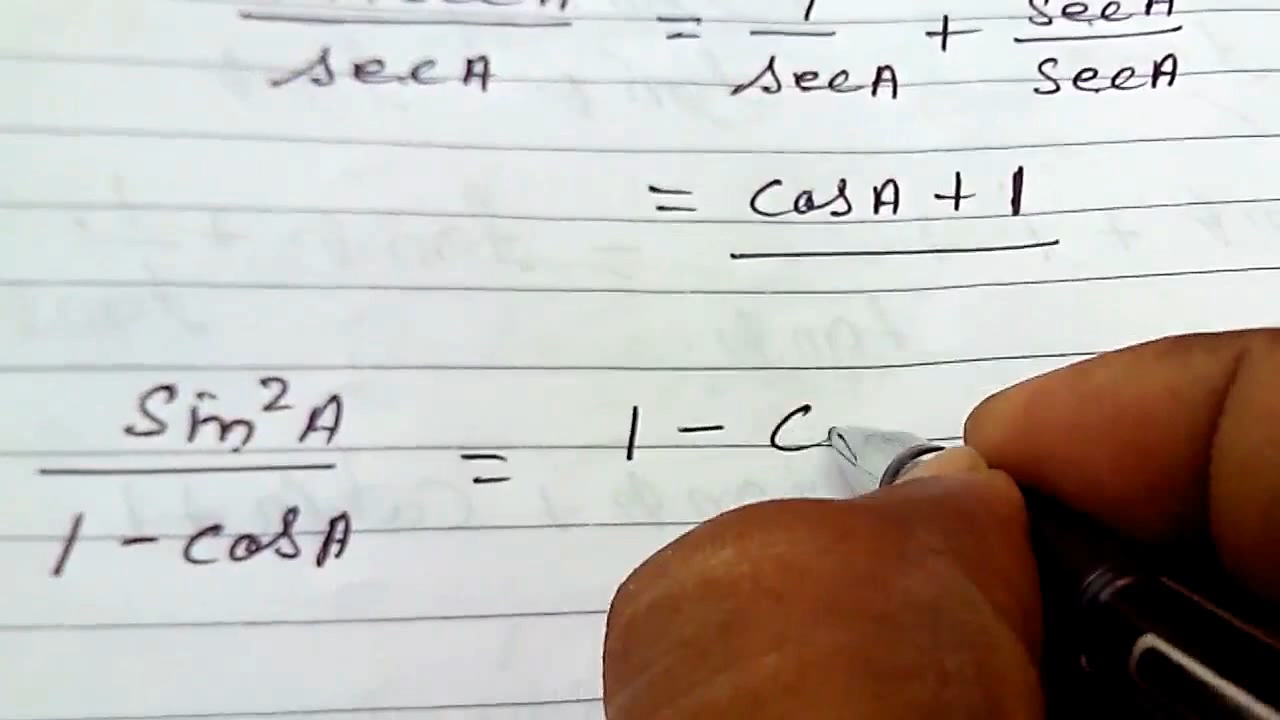 secA = 1/secA + secA/secA
= cosA + 1
Sin²A/1 - cosA = 1 - C